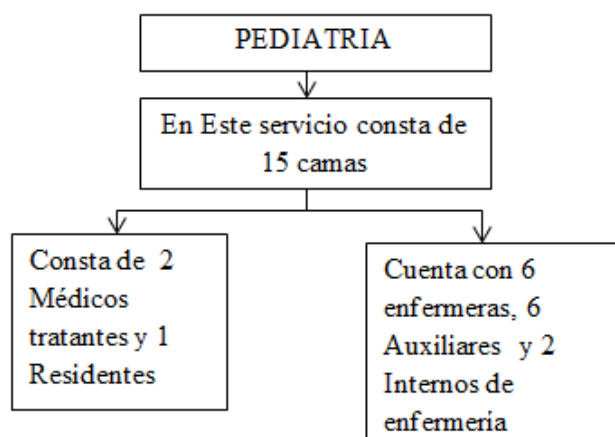 PEDIATRIA
En Este servicio consta de
15 camas
Consta de 2
Médicos
tratantes y 1
Residentes
Cuenta con 6
enfermeras, 6
Auxiliares y 2
Internos de
enfermería